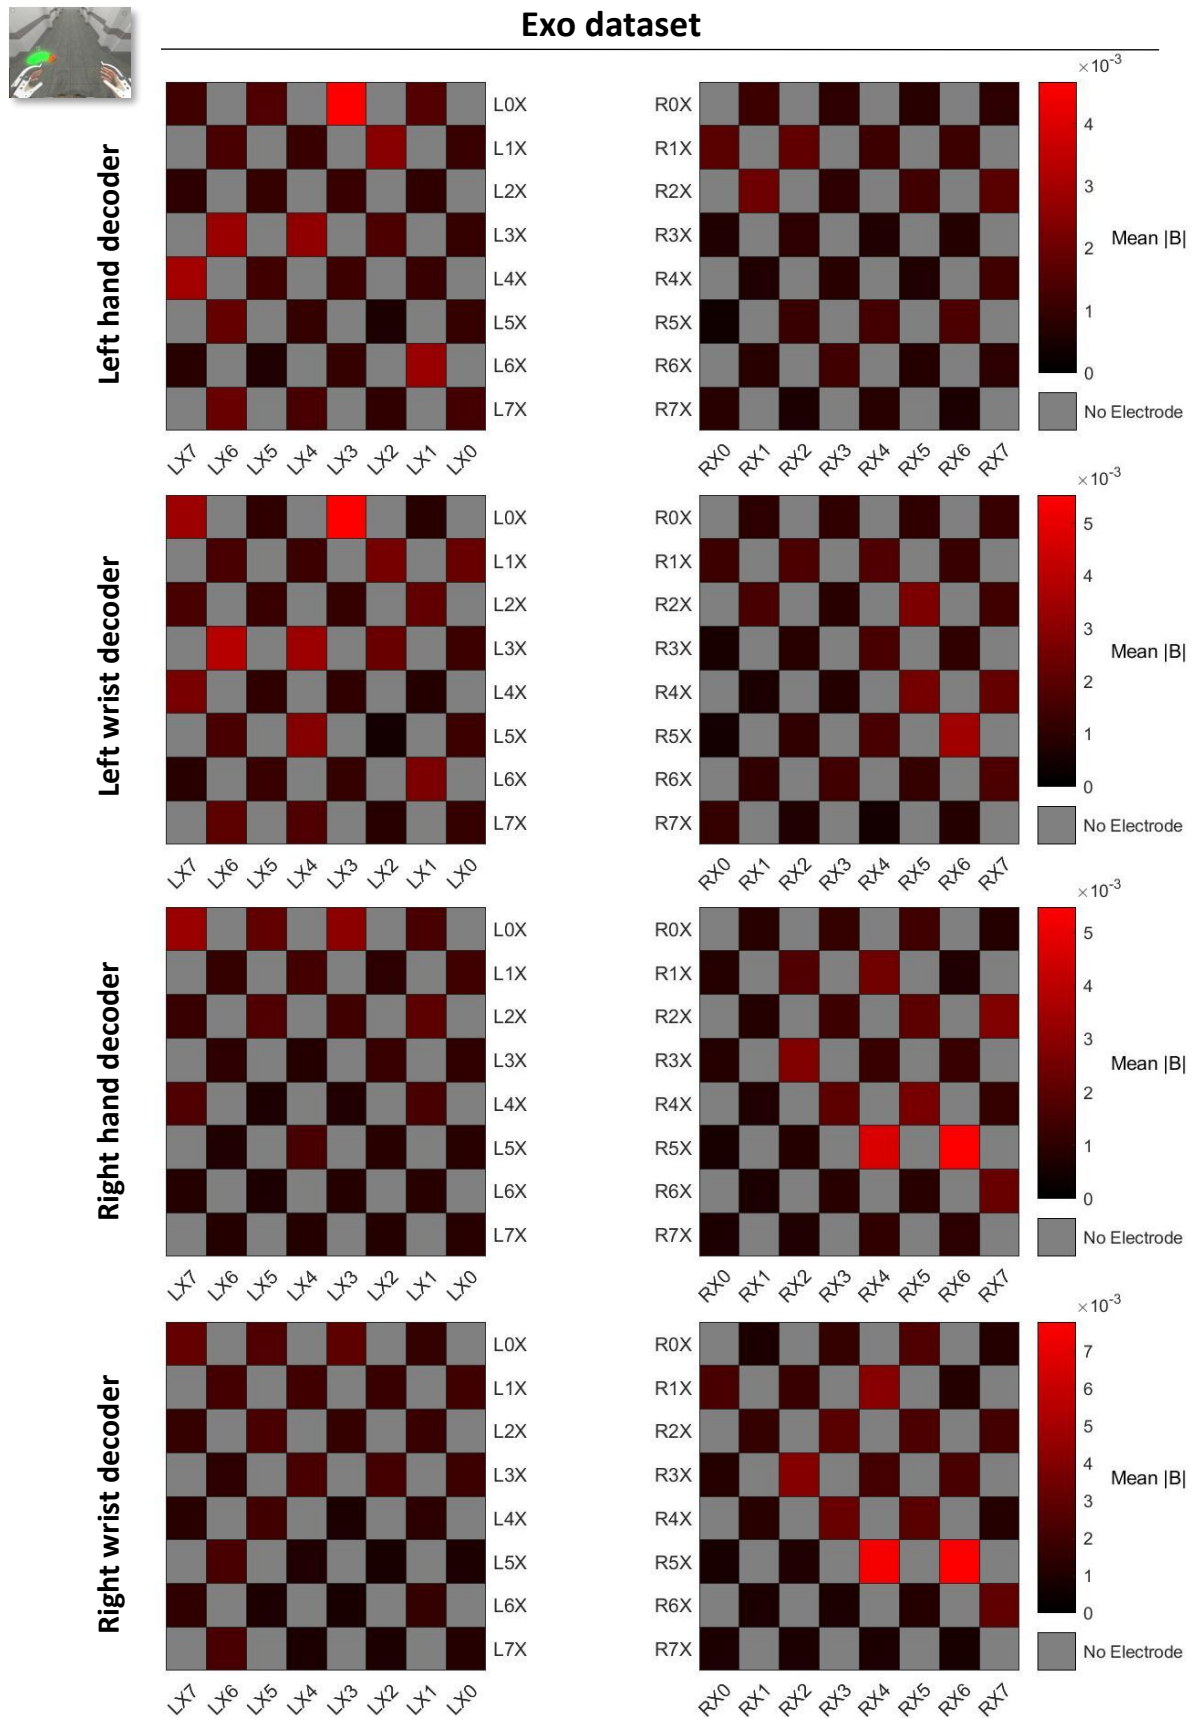 Exo dataset
Left hand decoder
L0X
L1X
L2X
L3X
L4X
L5X
L6X
L7X
LX7 LX6 LX5 LX4 LX3 LX2 LX1 LX0
R0X
R1X
R2X
R3X
R4X
R5X
R6X
R7X
RX0 RX1 RX2 RX3 RX4 RX5 RX6 RX7
×10⁻³
4
3
2
1
0
Mean |B|
No Electrode
Left wrist decoder
L0X
L1X
L2X
L3X
L4X
L5X
L6X
L7X
LX7 LX6 LX5 LX4 LX3 LX2 LX1 LX0
R0X
R1X
R2X
R3X
R4X
R5X
R6X
R7X
RX0 RX1 RX2 RX3 RX4 RX5 RX6 RX7
×10⁻³
5
4
3
2
1
0
Mean |B|
No Electrode
Right hand decoder
L0X
L1X
L2X
L3X
L4X
L5X
L6X
L7X
LX7 LX6 LX5 LX4 LX3 LX2 LX1 LX0
R0X
R1X
R2X
R3X
R4X
R5X
R6X
R7X
RX0 RX1 RX2 RX3 RX4 RX5 RX6 RX7
×10⁻³
5
4
3
2
1
0
Mean |B|
No Electrode
Right wrist decoder
L0X
L1X
L2X
L3X
L4X
L5X
L6X
L7X
LX7 LX6 LX5 LX4 LX3 LX2 LX1 LX0
R0X
R1X
R2X
R3X
R4X
R5X
R6X
R7X
RX0 RX1 RX2 RX3 RX4 RX5 RX6 RX7
×10⁻³
7
6
5
4
3
2
1
0
Mean |B|
No Electrode